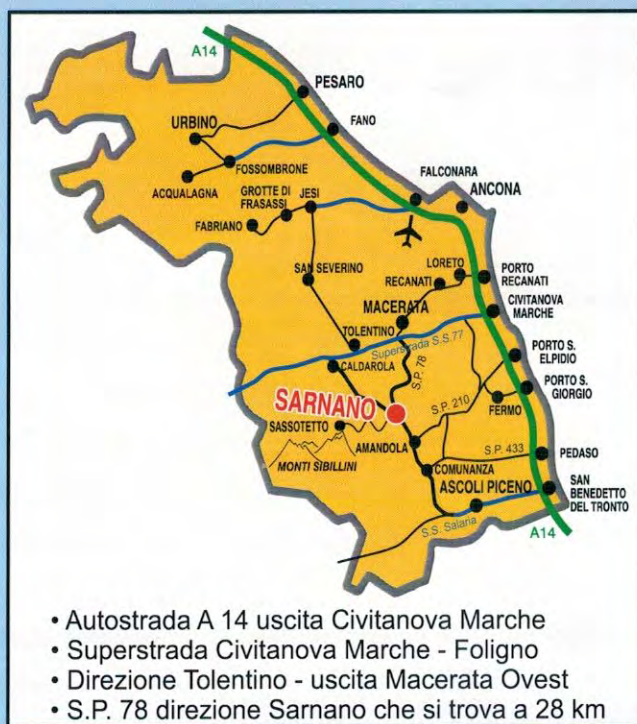 A14
PESARO
URBINO
FANO
FOSSOMBRONE
ACQUALAGNA
FALCONARA
ANCONA
GROTTE DI
FRASASSI
JESI
FABRIANO
SAN SEVERINO
LORETO
RECANATI
PORTO
RECANATI
MACERATA
CIVITANOVA
MARCHE
TOLENTINO
Superstrada S.S.77
CALDAROLA
S.P. 78
PORTO S.
ELPIDIO
PORTO S.
GIORGIO
SARNANO
S.P. 210
FERMO
SASSOTETTO
AMANDOLA
S.P. 433
PEDASO
MONTI SIBILLINI
COMUNANZA
ASCOLI PICENO
SAN
BENEDETTO
DEL TRONTO
S.S. Salaria
A14
• Autostrada A 14 uscita Civitanova Marche
• Superstrada Civitanova Marche - Foligno
• Direzione Tolentino - uscita Macerata Ovest
• S.P. 78 direzione Sarnano che si trova a 28 km